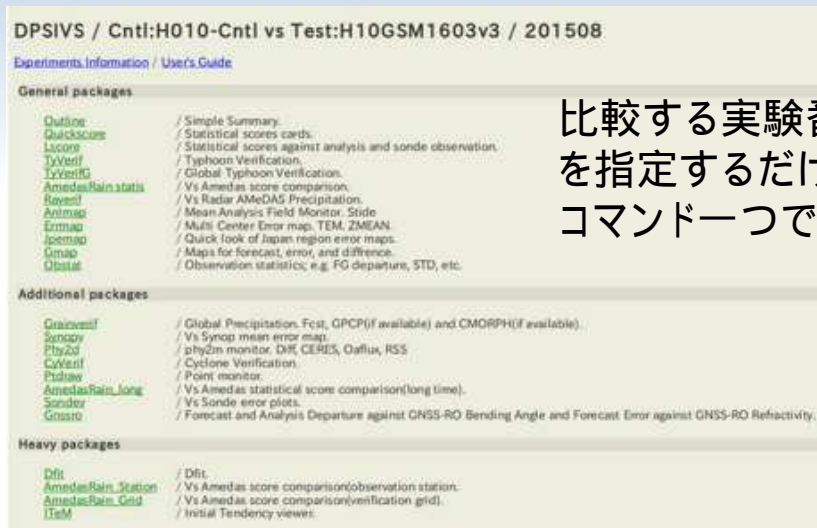 DPSIVS / Cntl:H010-Cntl vs Test:H10GSM1603v3 / 201508
Experiments Information / User's Guide
General packages
Outline / Simple Summary.
Quickscore / Statistical scores cards.
Lscore / Statistical scores against analysis and sonde observation.
TyVerif / Typhoon Verification.
TyVerifG / Global Typhoon Verification.
AmedasRain statis / Vs Amedas score comparison.
Raverif / Vs Radar AMeDAS Precipitation.
Anlmap / Mean Analysis Field Monitor. Stide
Ermap / Multi Center Error map. TEM. ZMEAN.
Jpemap / Quick look of Japan region error maps.
Gmap / Maps for forecast, error, and diffrence.
Obstat / Observation statistics; e.g. FG departure, STD, etc.
比較する実験
を指定するだけ
コマンド一つで
Additional packages
Grainverif / Global Precipitation. Fcst, GPCP(if available) and CMORPH(if available).
Synopv / Vs Synop mean error map.
Phy2d / phy2m monitor. Diff, CERES, Oaflux, RSS
CyVerif / Cyclone Verification.
Ptdraw / Point monitor.
AmedasRain_long / Vs Amedas statistical score comparison(long time).
Sondev / Vs Sonde error plots.
Gnssro / Forecast and Analysis Departure against GNSS-RO Bending Angle and Forecast Error against GNSS-RO Refractivity.
Heavy packages
Dfit / Dfit.
AmedasRain_Station / Vs Amedas score comparison(observation station).
AmedasRain_Grid / Vs Amedas score comparison(verification grid).
ITeM / Initial Tendency viewer.